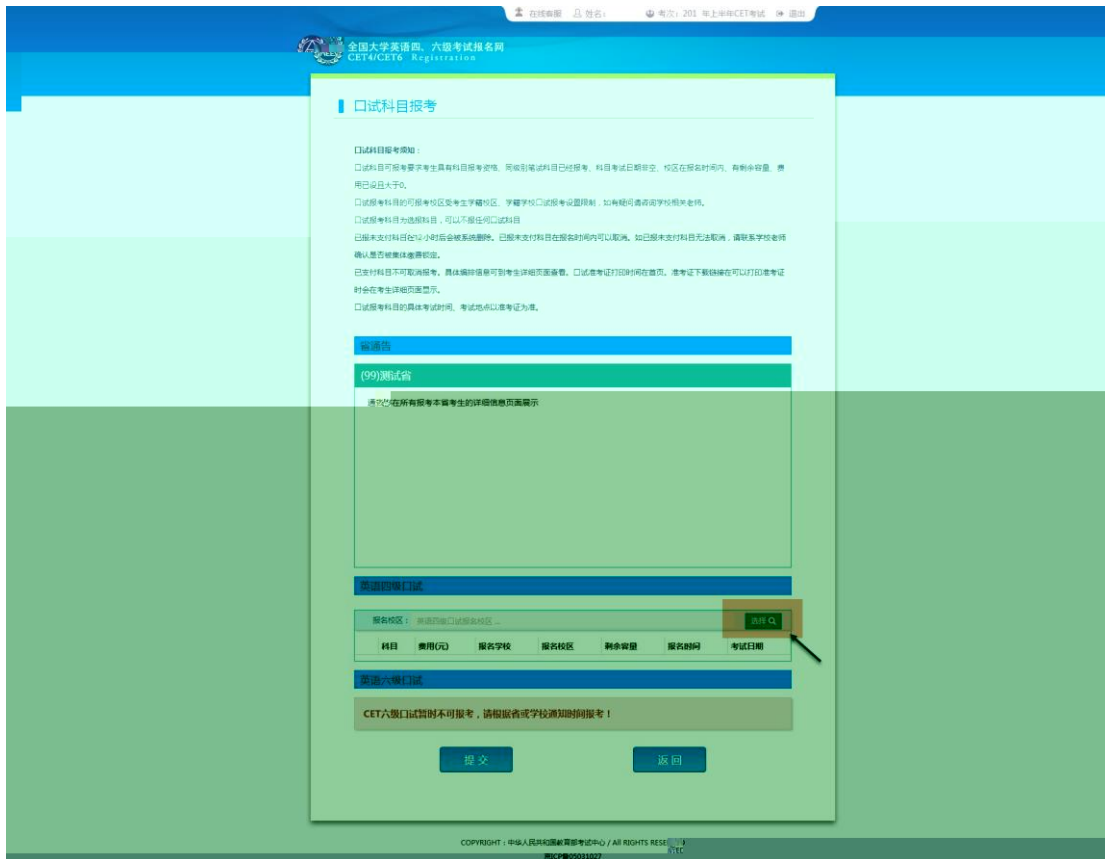 在线客服 姓名： 考次：201 年上半年CET考试 退出
全国大学英语四、六级考试报名网
CET4/CET6 Registration
口试科目报考
口试科目报考须知：
口试科目可报考要求考生具有科目报考资格、同级别笔试科目已经报考、科目考试日期非空、校区在报名时间内、有剩余容量、费
用已设且大于0。
口试报考科目的可报考校区受考生学籍校区、学籍学校口试报考设置限制，如有疑问请咨询学校相关老师。
口试报考科目为选报科目，可以不报任何口试科目
已报未支付科目在12小时后会被系统删除。已报未支付科目在报名时间内可以取消。如已报未支付科目无法取消，请联系学校老师
确认是否被集体缴费锁定。
已支付科目不可取消报考。具体编排信息可到考生详细页面查看。口试准考证打印时间在首页。准考证下载链接在可以打印准考证
时会在考生详细页面显示。
口试报考科目的具体考试时间、考试地点以准考证为准。
省通告
(99)测试省
在所有报考本省考生的详细信息页面展示
英语四级口试
报名校区： 英语四级口试报名校区 ... 选择
科目 费用(元) 报名学校 报名校区 剩余容量 报名时间 考试日期
英语六级口试
CET六级口试暂时不可报考，请根据省或学校通知时间报考！
提 交 返 回
COPYRIGHT：中华人民共和国教育部考试中心 / All RIGHTS
京ICP备05031027